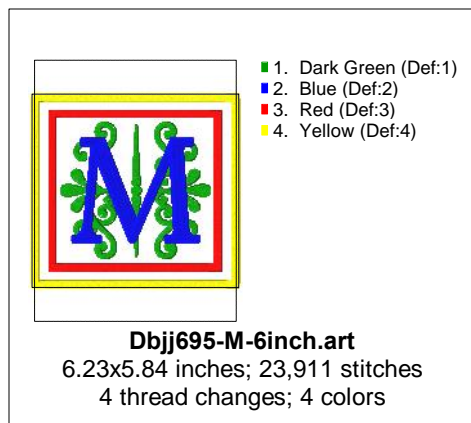 1. Dark Green (Def:1)
2. Blue (Def:2)
3. Red (Def:3)
4. Yellow (Def:4)
M
Dbjj695-M-6inch.art
6.23x5.84 inches; 23,911 stitches
4 thread changes; 4 colors